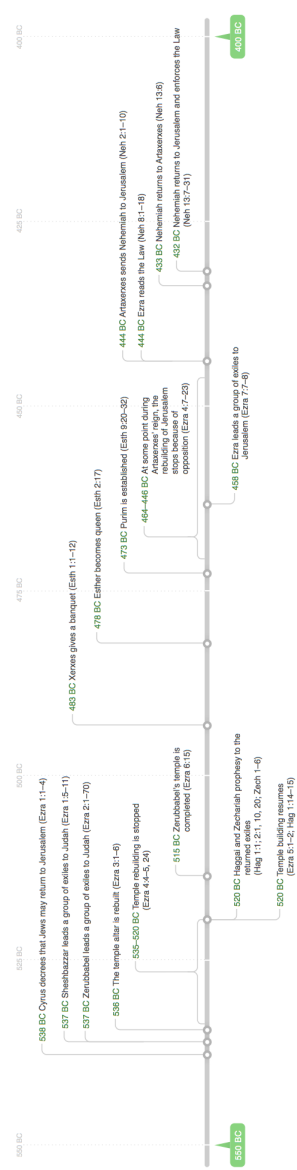 550 BC
525 BC
500 BC
475 BC
450 BC
425 BC
400 BC
538 BC Cyrus decrees that Jews may return to Jerusalem (Ezra 1:1–4)
537 BC Sheshbazzar leads a group of exiles to Judah (Ezra 1:5–11)
537 BC Zerubbabel leads a group of exiles to Judah (Ezra 2:1–70)
536 BC The temple altar is rebuilt (Ezra 3:1–6)
535–520 BC Temple rebuilding is stopped
(Ezra 4:4–5, 24)
515 BC Zerubbabel's temple is
completed (Ezra 6:15)
483 BC Xerxes gives a banquet (Esth 1:1–12)
478 BC Esther becomes queen (Esth 2:17)
473 BC Purim is established (Esth 9:20–32)
464–446 BC At some point during
Artaxerxes' reign, the
rebuilding of Jerusalem
stops because of
opposition (Ezra 4:7–23)
444 BC Artaxerxes sends Nehemiah to Jerusalem (Neh 2:1–10)
444 BC Ezra reads the Law (Neh 8:1–18)
433 BC Nehemiah returns to Artaxerxes (Neh 13:6)
432 BC Nehemiah returns to Jerusalem and enforces the Law
(Neh 13:7–31)
550 BC
400 BC
520 BC Haggai and Zechariah prophesy to the
returned exiles
(Hag 1:1; 2:1, 10, 20; Zech 1–6)
520 BC Temple building resumes
(Ezra 5:1–2; Hag 1:14–15)
458 BC Ezra leads a group of exiles to
Jerusalem (Ezra 7:7–8)